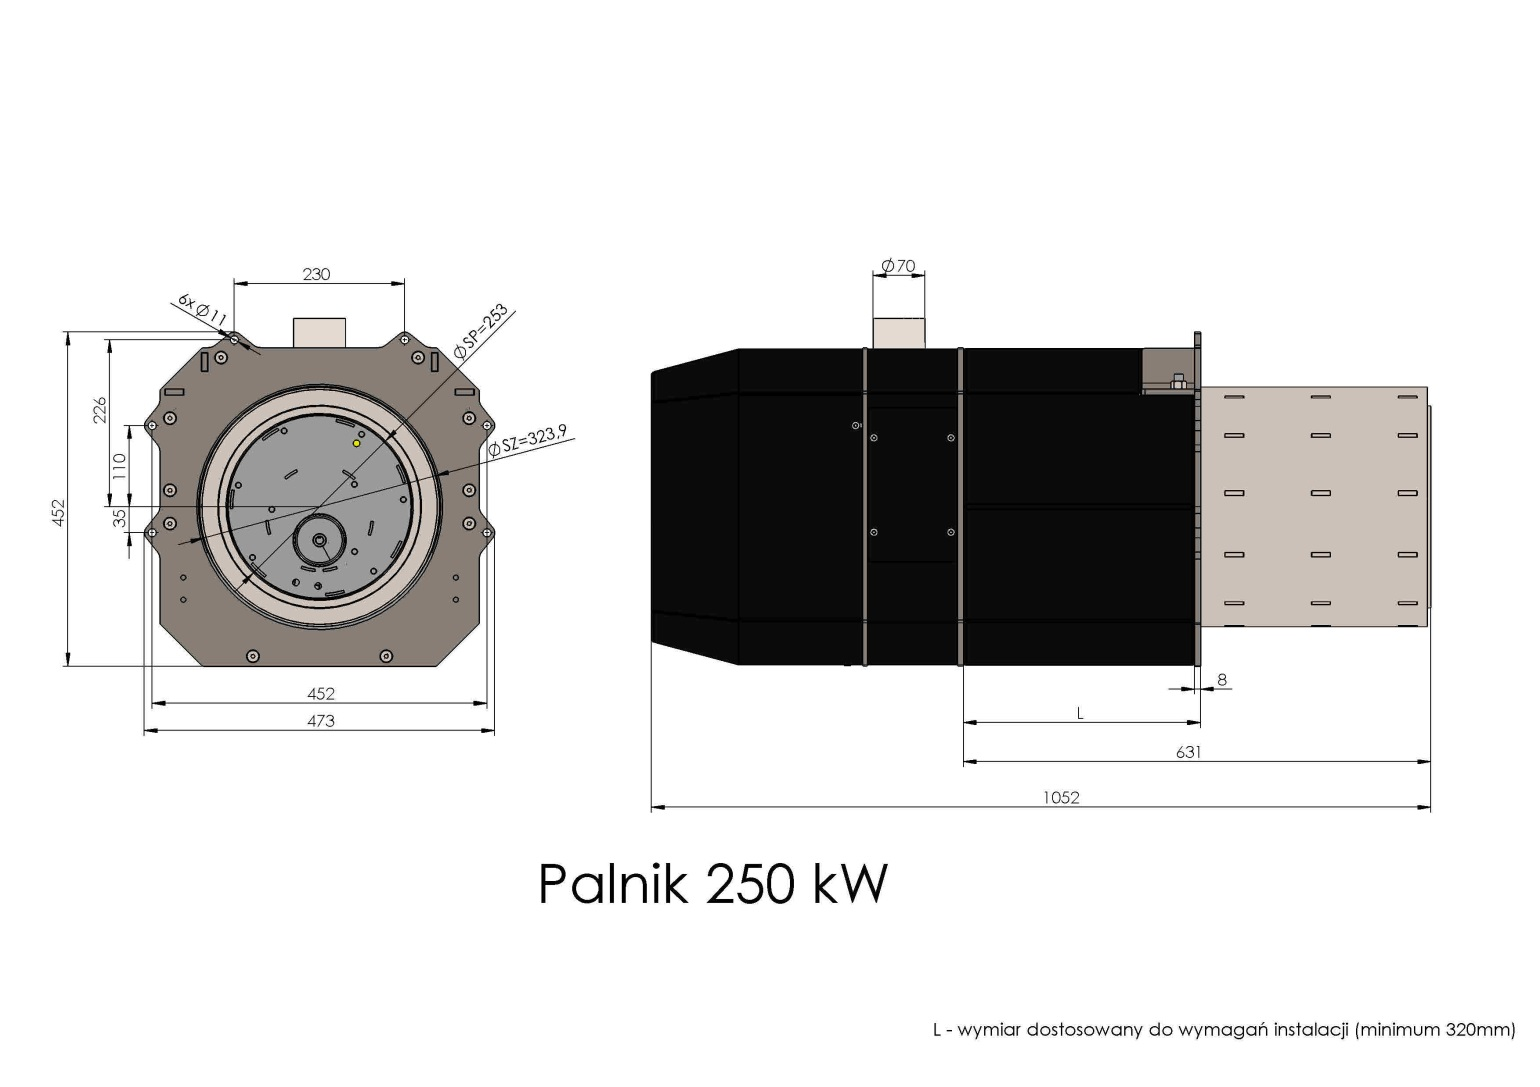 230
6x Ø11
ØSP=253
ØSZ=323,9
226
110
35
452
452
473
Ø70
8
L
631
1052
Palnik 250 kW
L - wymiar dostosowany do wymagań instalacji (minimum 320mm)